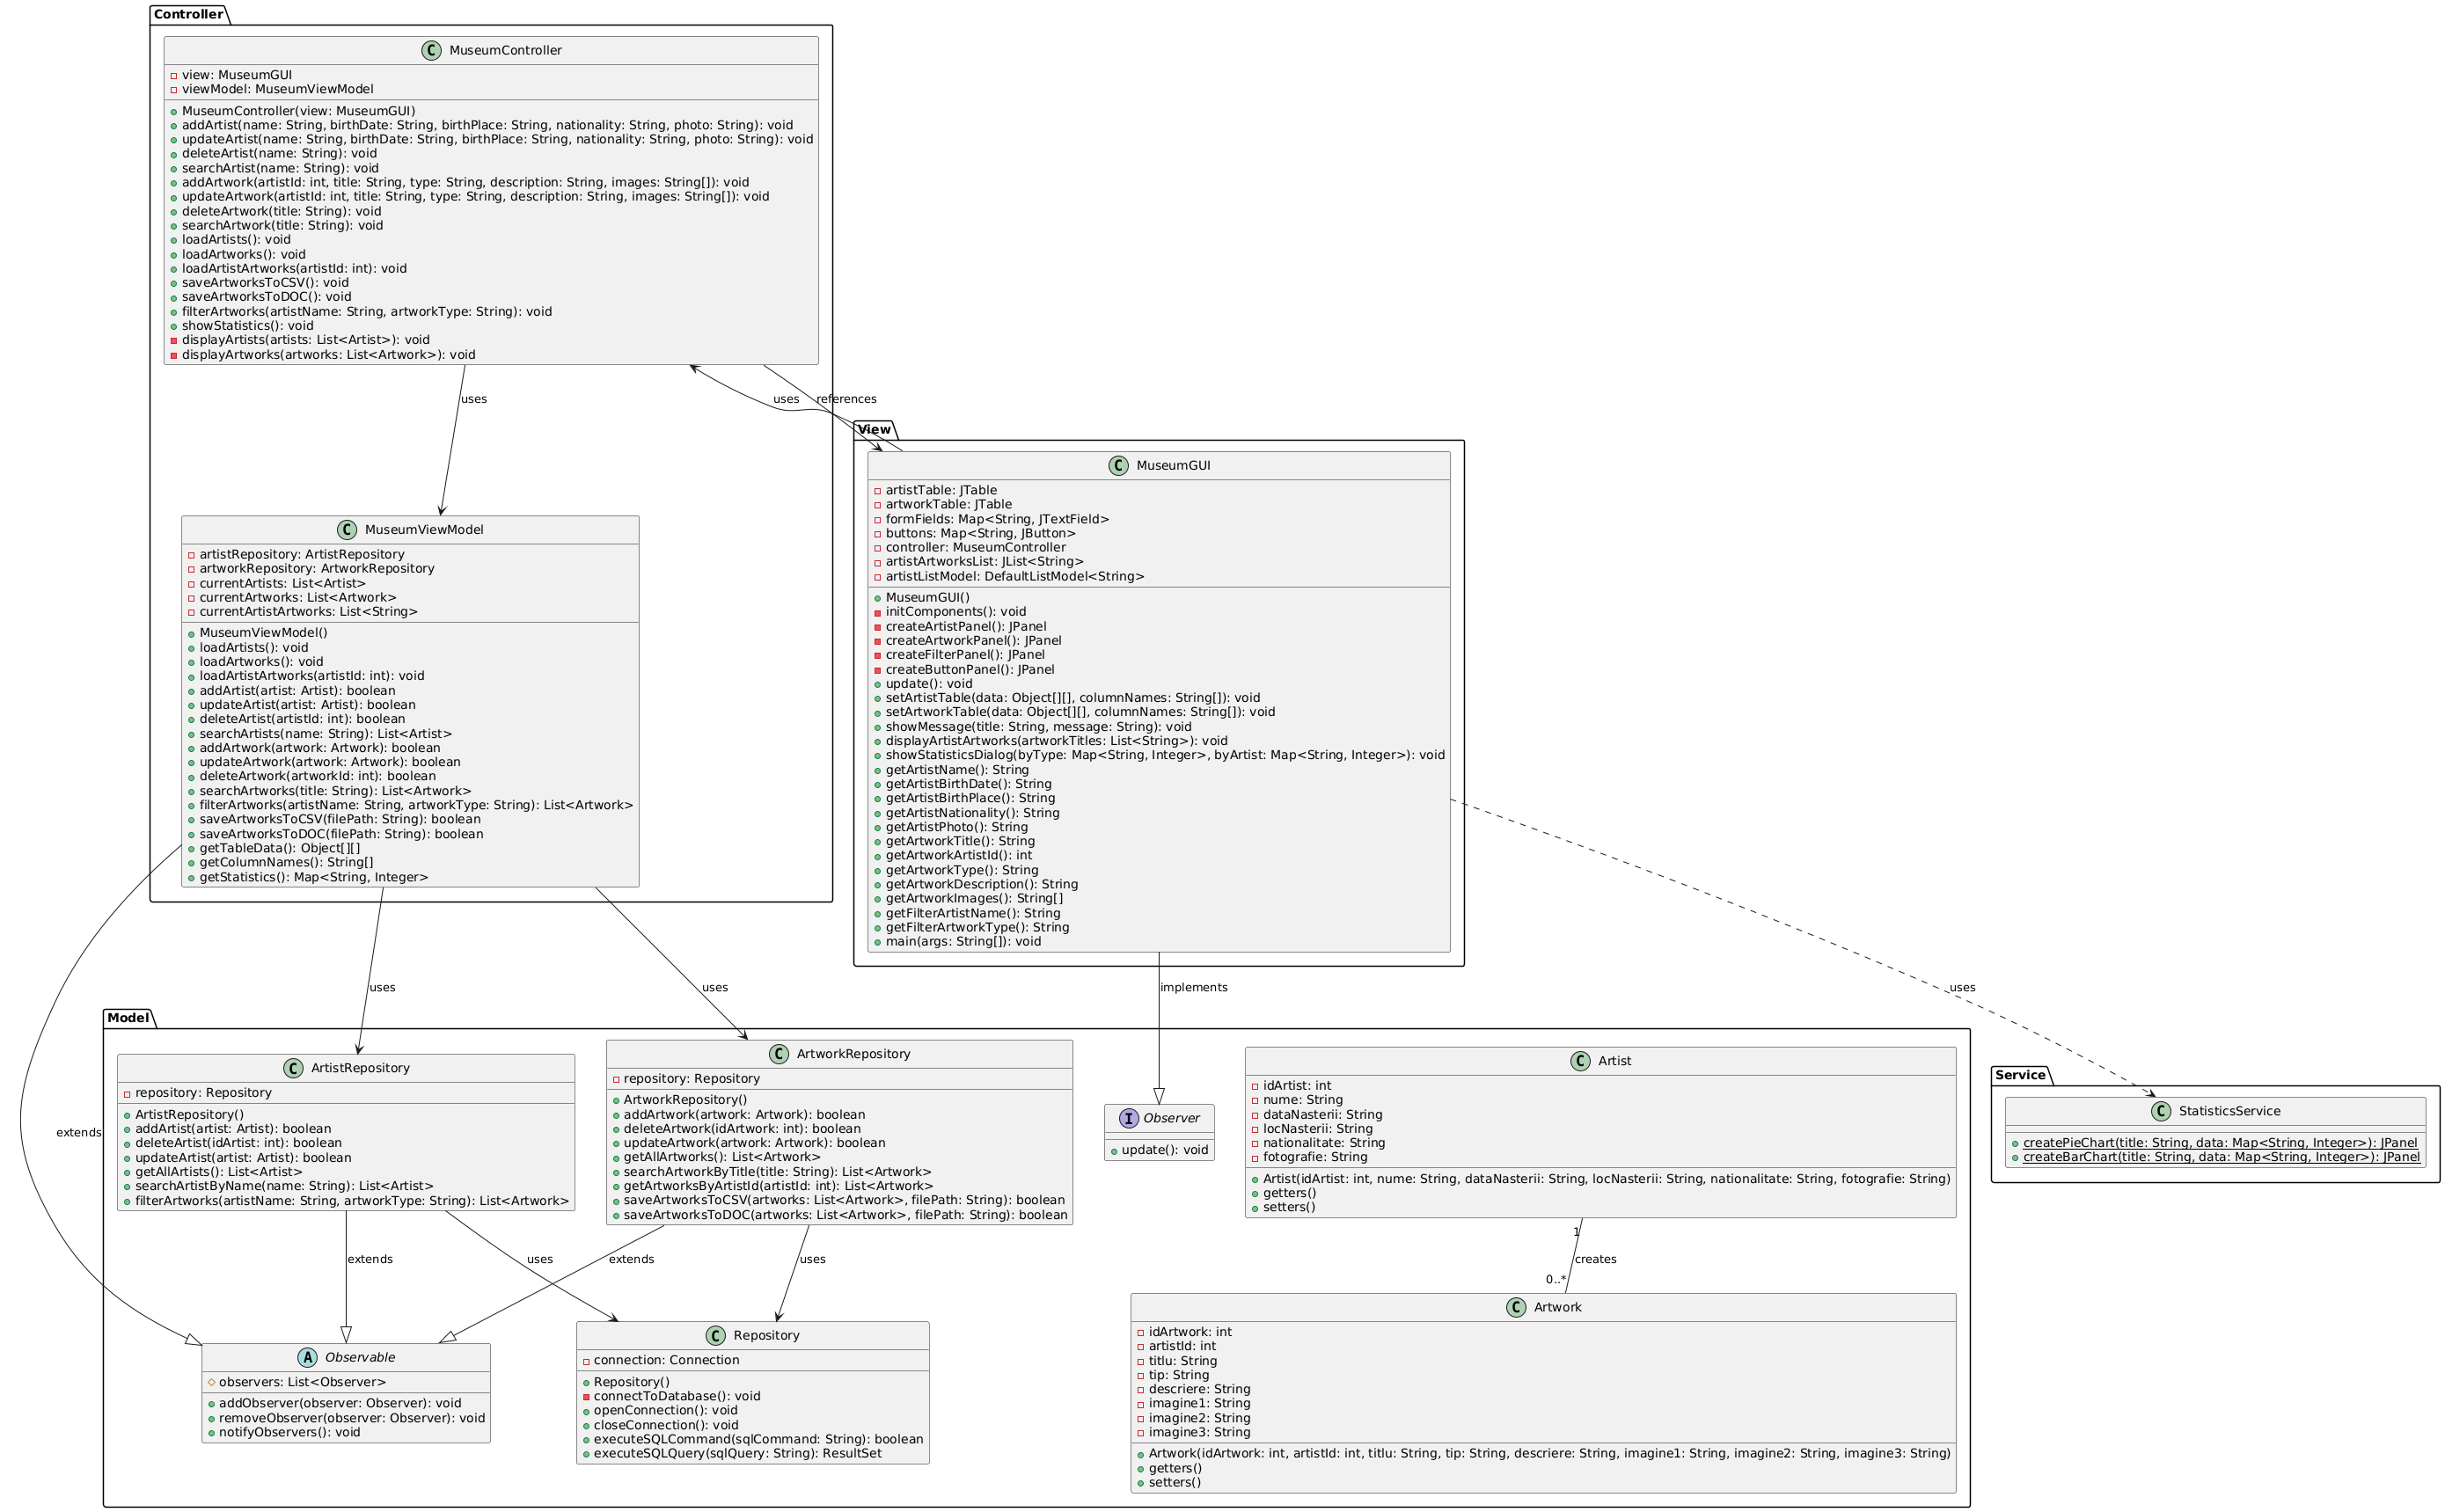 Controller
C MuseumController
view: MuseumGUI
viewModel: MuseumViewModel
MuseumController(view: MuseumGUI)
addArtist(name: String, birthDate: String, birthPlace: String, nationality: String, photo: String): void
updateArtist(name: String, birthDate: String, birthPlace: String, nationality: String, photo: String): void
deleteArtist(name: String): void
searchArtist(name: String): void
addArtwork(artistId: int, title: String, type: String, description: String, images: String[]): void
updateArtwork(artistId: int, title: String, type: String, description: String, images: String[]): void
deleteArtwork(title: String): void
searchArtwork(title: String): void
loadArtists(): void
loadArtworks(): void
loadArtistArtworks(artistId: int): void
saveArtworksToCSV(): void
saveArtworksToDOC(): void
filterArtworks(artistName: String, artworkType: String): void
showStatistics(): void
displayArtists(artists: List<Artist>): void
displayArtworks(artworks: List<Artwork>): void
uses
uses
references
View
C MuseumGUI
artistTable: JTable
artworkTable: JTable
formFields: Map<String, JTextField>
buttons: Map<String, JButton>
controller: MuseumController
artistArtworksList: JList<String>
artistListModel: DefaultListModel<String>
MuseumGUI()
initComponents(): void
createArtistPanel(): JPanel
createArtworkPanel(): JPanel
createFilterPanel(): JPanel
createButtonPanel(): JPanel
update(): void
setArtistTable(data: Object[][], columnNames: String[]): void
setArtworkTable(data: Object[][], columnNames: String[]): void
showMessage(title: String, message: String): void
displayArtistArtworks(artworkTitles: List<String>): void
showStatisticsDialog(byType: Map<String, Integer>, byArtist: Map<String, Integer>): void
getArtistName(): String
getArtistBirthDate(): String
getArtistBirthPlace(): String
getArtistNationality(): String
getArtistPhoto(): String
getArtworkTitle(): String
getArtworkArtistId(): int
getArtworkType(): String
getArtworkDescription(): String
getArtworkImages(): String[]
getFilterArtistName(): String
getFilterArtworkType(): String
main(args: String[]): void
C MuseumViewModel
artistRepository: ArtistRepository
artworkRepository: ArtworkRepository
currentArtists: List<Artist>
currentArtworks: List<Artwork>
currentArtistArtworks: List<String>
MuseumViewModel()
loadArtists(): void
loadArtworks(): void
loadArtistArtworks(artistId: int): void
addArtist(artist: Artist): boolean
updateArtist(artist: Artist): boolean
deleteArtist(artistId: int): boolean
searchArtists(name: String): List<Artist>
addArtwork(artwork: Artwork): boolean
updateArtwork(artwork: Artwork): boolean
deleteArtwork(artworkId: int): boolean
searchArtworks(title: String): List<Artwork>
filterArtworks(artistName: String, artworkType: String): List<Artwork>
saveArtworksToCSV(filePath: String): boolean
saveArtworksToDOC(filePath: String): boolean
getTableData(): Object[][]
getColumnNames(): String[]
getStatistics(): Map<String, Integer>
uses
uses
implements
uses
extends
Model
C ArtistRepository
repository: Repository
ArtistRepository()
addArtist(artist: Artist): boolean
deleteArtist(idArtist: int): boolean
updateArtist(artist: Artist): boolean
getAllArtists(): List<Artist>
searchArtistByName(name: String): List<Artist>
filterArtworks(artistName: String, artworkType: String): List<Artwork>
C ArtworkRepository
repository: Repository
ArtworkRepository()
addArtwork(artwork: Artwork): boolean
deleteArtwork(idArtwork: int): boolean
updateArtwork(artwork: Artwork): boolean
getAllArtworks(): List<Artwork>
searchArtworkByTitle(title: String): List<Artwork>
getArtworksByArtistId(artistId: int): List<Artwork>
saveArtworksToCSV(artworks: List<Artwork>, filePath: String): boolean
saveArtworksToDOC(artworks: List<Artwork>, filePath: String): boolean
I Observer
update(): void
C Artist
idArtist: int
nume: String
dataNasterii: String
locNasterii: String
nationalitate: String
fotografie: String
Artist(idArtist: int, nume: String, dataNasterii: String, locNasterii: String, nationalitate: String, fotografie: String)
getters()
setters()
Service
C StatisticsService
createPieChart(title: String, data: Map<String, Integer>): JPanel
createBarChart(title: String, data: Map<String, Integer>): JPanel
extends
uses
extends
uses
1
creates
0..*
A Observable
observers: List<Observer>
addObserver(observer: Observer): void
removeObserver(observer: Observer): void
notifyObservers(): void
C Repository
connection: Connection
Repository()
connectToDatabase(): void
openConnection(): void
closeConnection(): void
executeSQLCommand(sqlCommand: String): boolean
executeSQLQuery(sqlQuery: String): ResultSet
C Artwork
idArtwork: int
artistId: int
titlu: String
tip: String
descriere: String
imagine1: String
imagine2: String
imagine3: String
Artwork(idArtwork: int, artistId: int, titlu: String, tip: String, descriere: String, imagine1: String, imagine2: String, imagine3: String)
getters()
setters()